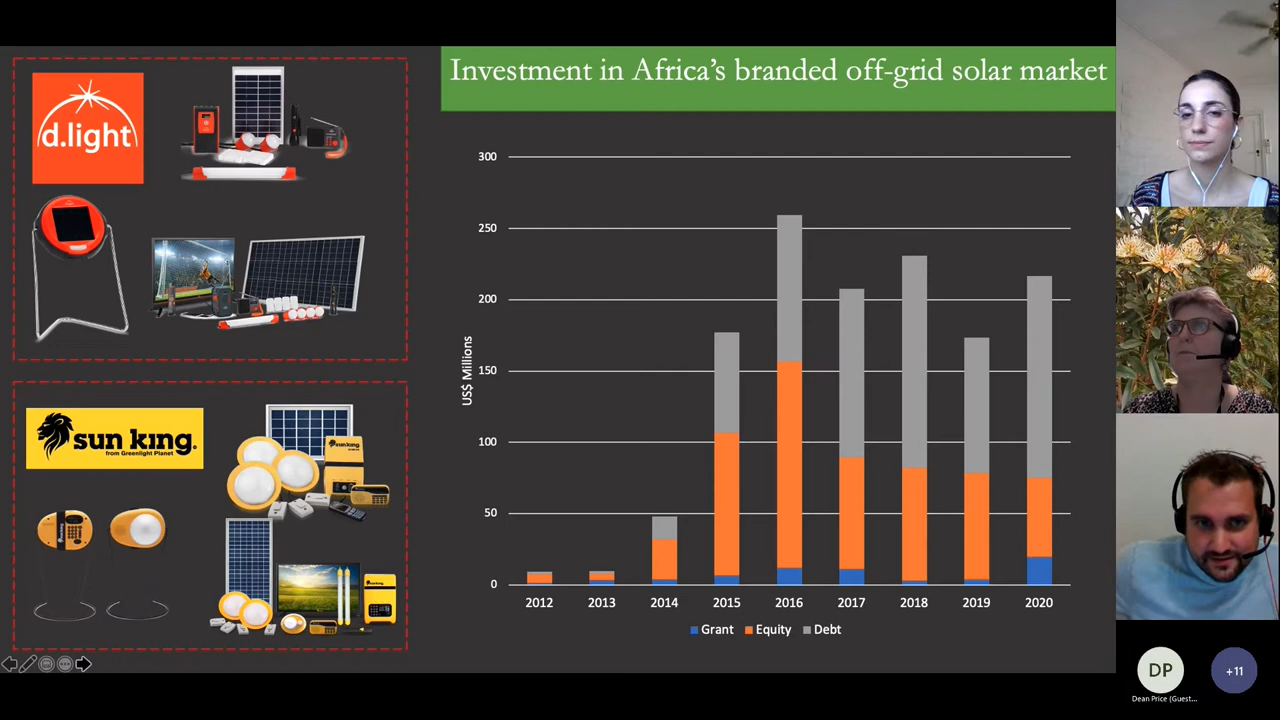 Investment in Africa's branded off-grid solar market
d.light
sun king.
from Greenlight Planet
US$ Millions
300
250
200
150
100
50
0
2012 2013 2014 2015 2016 2017 2018 2019 2020
Grant Equity Debt
DP
+11
Dean Price (Guest...